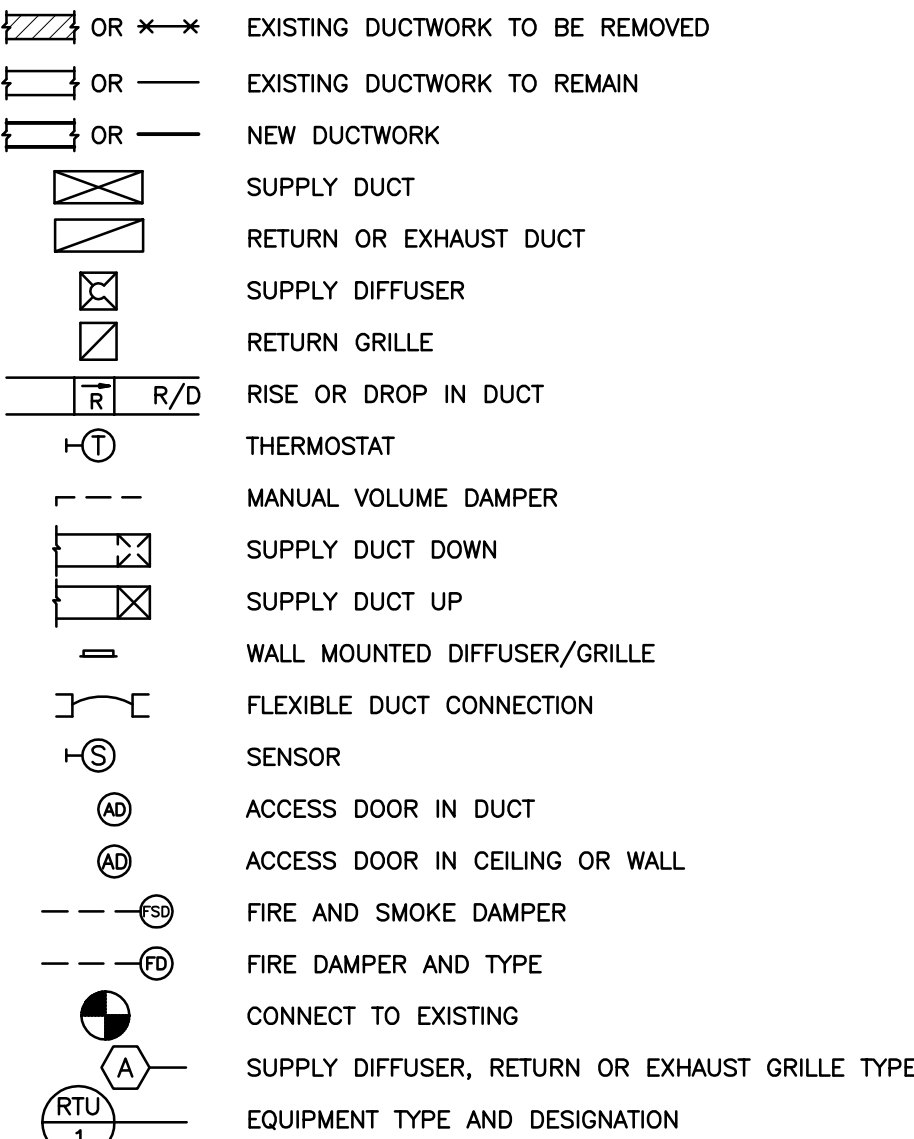 OR EXISTING DUCTWORK TO BE REMOVED
OR EXISTING DUCTWORK TO REMAIN
OR NEW DUCTWORK
SUPPLY DUCT
RETURN OR EXHAUST DUCT
SUPPLY DIFFUSER
RETURN GRILLE
R R/D RISE OR DROP IN DUCT
T THERMOSTAT
MANUAL VOLUME DAMPER
SUPPLY DUCT DOWN
SUPPLY DUCT UP
WALL MOUNTED DIFFUSER/GRILLE
FLEXIBLE DUCT CONNECTION
S SENSOR
AD ACCESS DOOR IN DUCT
AD ACCESS DOOR IN CEILING OR WALL
FSD FIRE AND SMOKE DAMPER
FD FIRE DAMPER AND TYPE
CONNECT TO EXISTING
A SUPPLY DIFFUSER, RETURN OR EXHAUST GRILLE TYPE
RTU EQUIPMENT TYPE AND DESIGNATION
1